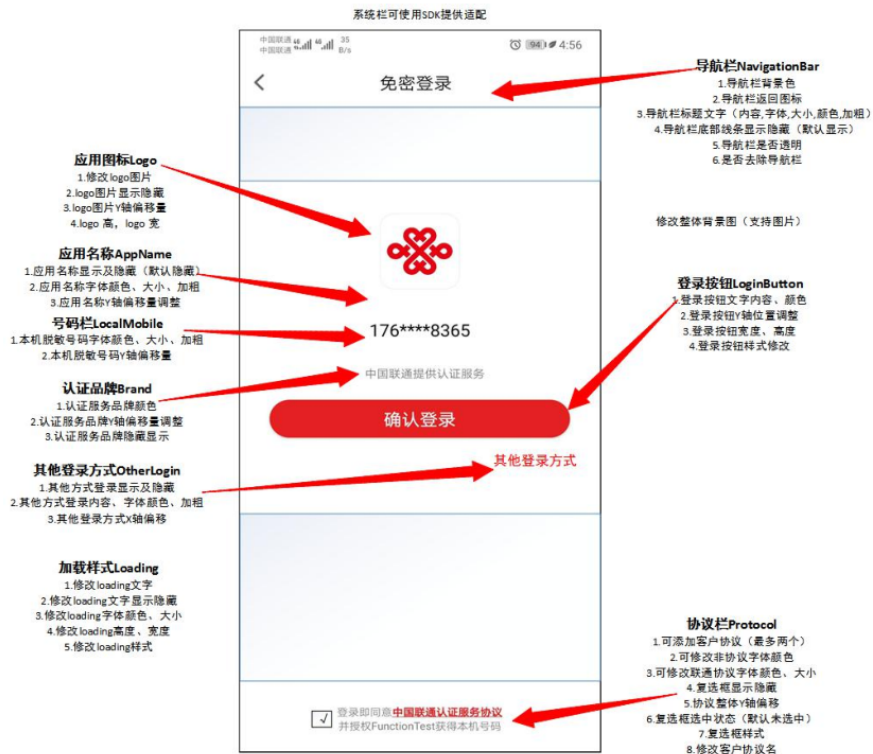 系统栏可使用SDK提供适配
中国联通 46 46 35
中国联通 B/s
94 4:56
免密登录
导航栏NavigationBar
1.导航栏背景色
2.导航栏返回图标
3.导航栏标题文字（内容,字体,大小,颜色,加粗）
4.导航栏底部线条显示隐藏（默认显示）
5.导航栏是否透明
6.是否去除导航栏
应用图标Logo
1.修改logo图片
2.logo图片显示隐藏
3.logo图片Y轴偏移量
4.logo 高，logo 宽
修改整体背景图（支持图片）
应用名称AppName
1.应用名称显示及隐藏（默认隐藏）
2.应用名称字体颜色、大小、加粗
3.应用名称Y轴偏移量调整
登录按钮LoginButton
1.登录按钮文字内容、颜色
2.登录按钮Y轴位置调整
3.登录按钮宽度、高度
4.登录按钮样式修改
号码栏LocalMobile
1.本机脱敏号码字体颜色、大小、加粗
2.本机脱敏号码Y轴偏移量
176****8365
中国联通提供认证服务
认证品牌Brand
1.认证服务品牌颜色
2.认证服务品牌Y轴偏移量调整
3.认证服务品牌隐藏显示
确认登录
其他登录方式
其他登录方式OtherLogin
1.其他方式登录显示及隐藏
2.其他方式登录内容、字体颜色、加粗
3.其他登录方式X轴偏移
加载样式Loading
1.修改loading文字
2.修改loading文字显示隐藏
3.修改loading字体颜色、大小
4.修改loading高度、宽度
5.修改loading样式
协议栏Protocol
1.可添加客户协议（最多两个）
2.可修改非协议字体颜色
3.可修改联通协议字体颜色、大小
4.复选框显示隐藏
5.协议整体Y轴偏移
6.复选框选中状态（默认未选中）
7.复选框样式
8.修改客户协议名
登录即同意中国联通认证服务协议
并授权FunctionTest获得本机号码